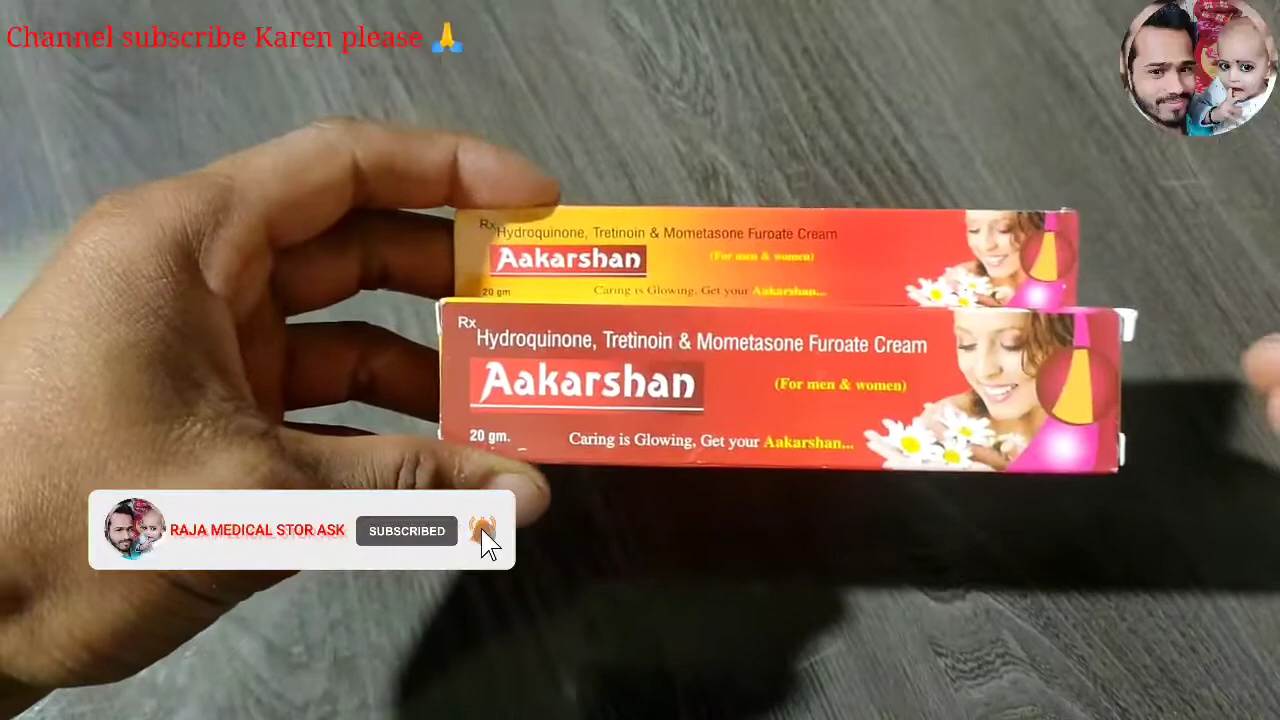 Channel subscribe Karen please 🙏
Rx
Hydroquinone, Tretinoin & Mometasone Furoate Cream
Aakarshan
(For men & women)
20 gm.
Caring is Glowing, Get your Aakarshan...
Rx
Hydroquinone, Tretinoin & Mometasone Furoate Cream
Aakarshan
(For men & women)
20 gm.
Caring is Glowing, Get your Aakarshan...
RAJA MEDICAL STOR ASK
SUBSCRIBED